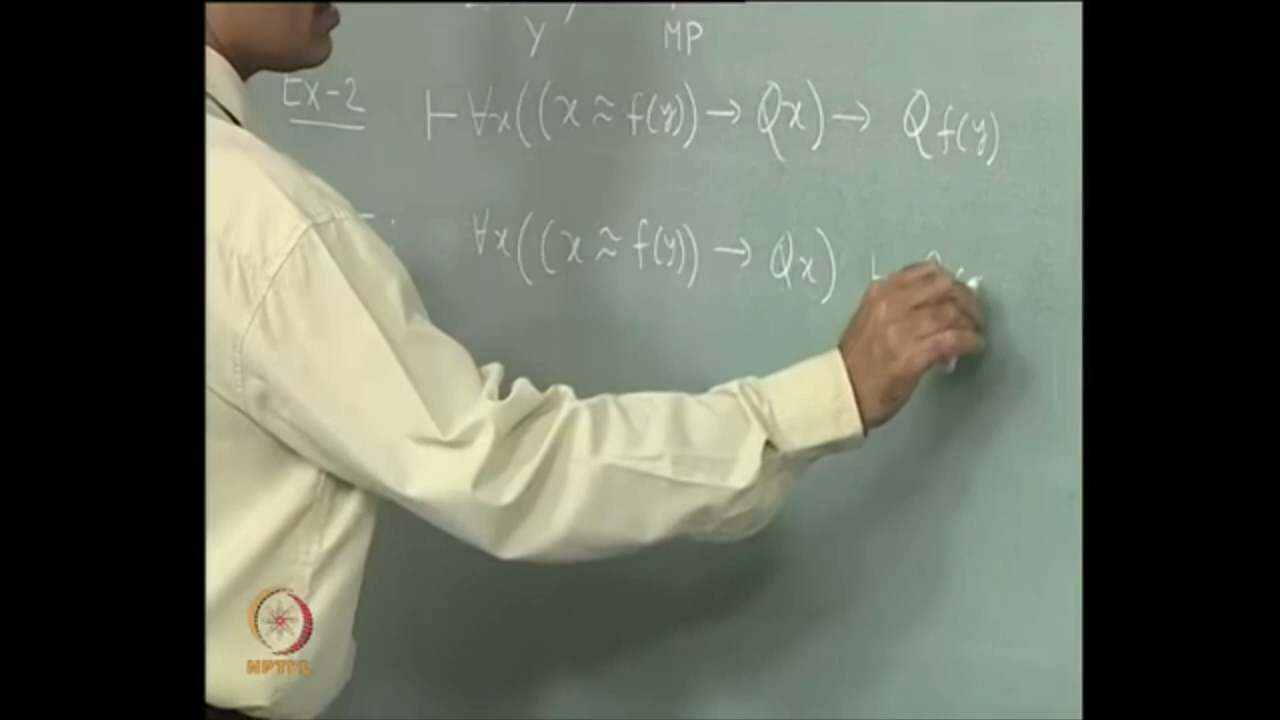 y MP
Ex-2 ⊢ ∀x((x ≈ f(y)) → Qx) → Qf(y)
∀x((x ≈ f(y)) → Qx) ⊢
NPTEL